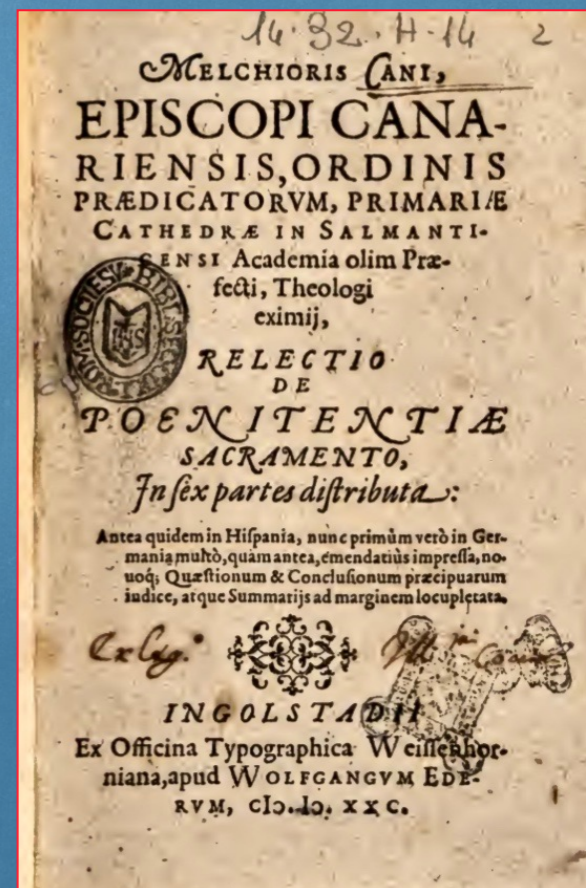 14·32·H·14 2
MELCHIORIS CANI,
EPISCOPI CANA-
RIENSIS, ORDINIS
PRÆDICATORVM, PRIMARIÆ
CATHEDRÆ IN SALMANTI-
CENSI Academia olim Præ-
fecti, Theologi
eximij,
RELECTIO
DE
POENITENTIÆ
SACRAMENTO,
In ſex partes diſtributa:
Antea quidem in Hiſpania, nunc primùm verò in Ger-
mania multò, quàm antea, emendatiùs impreſſa, no-
uoq́; Quæſtionum & Concluſionum præcipuarum
indice, atque Summarijs ad marginem locupletata.
INGOLSTADII
Ex Officina Typographica Weiſſenhor-
niana, apud WOLFGANGVM EDE-
RVM, cIↄ. Iↄ. XXC.